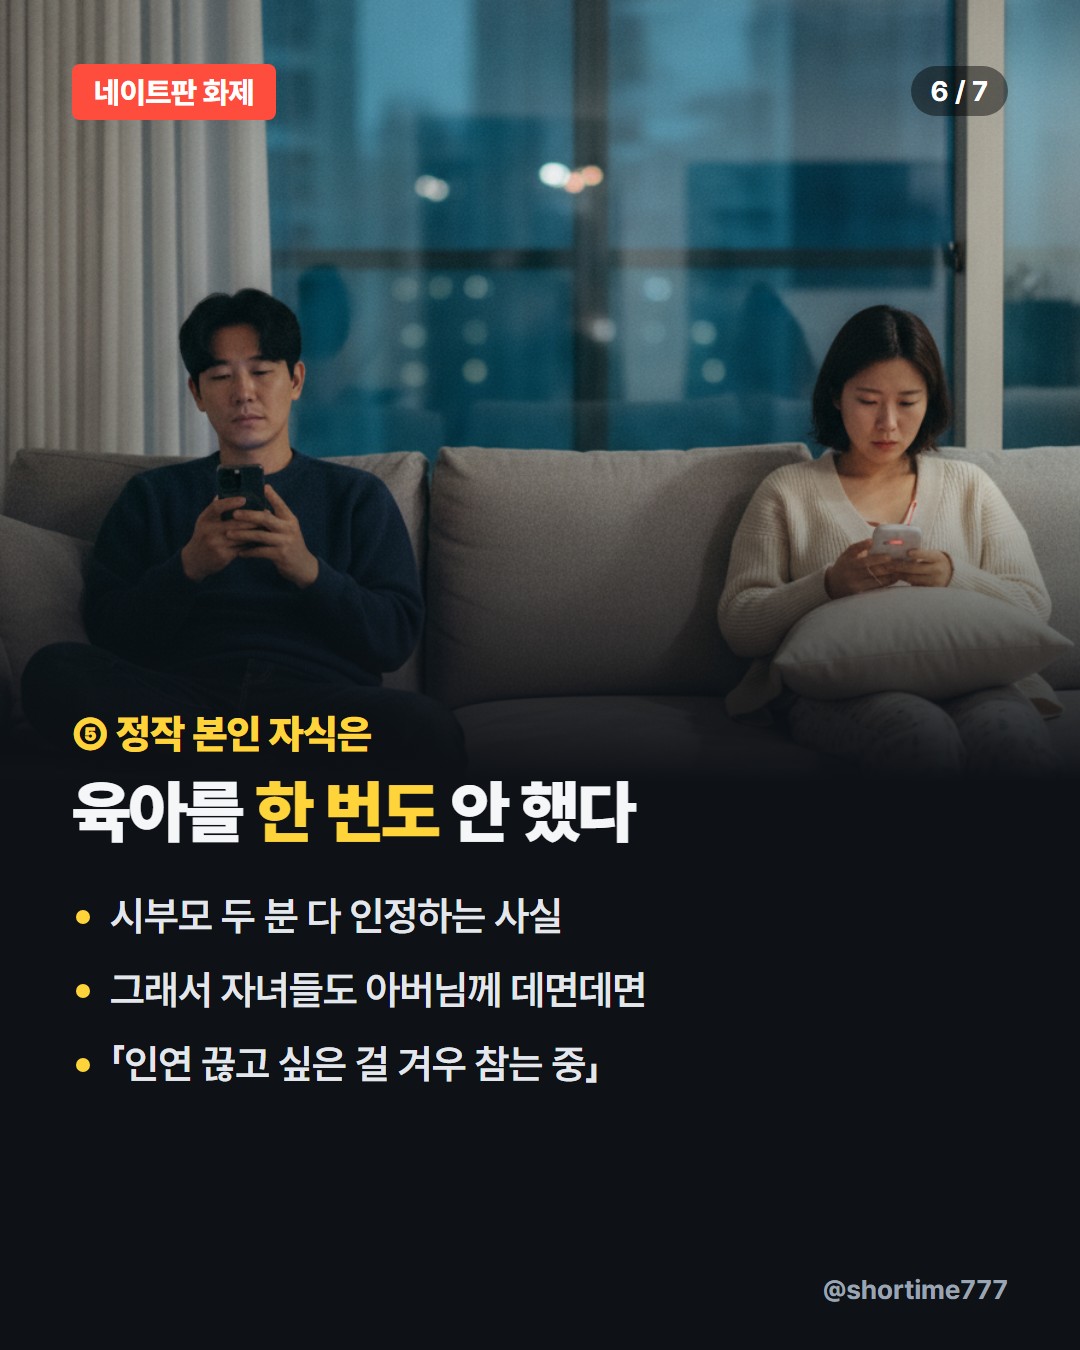 네이트판 화제
6 / 7
⑤ 정작 본인 자식은
육아를 한 번도 안 했다
• 시부모 두 분 다 인정하는 사실
• 그래서 자녀들도 아버님께 데면데면
• 「인연 끊고 싶은 걸 겨우 참는 중」
@shortime777